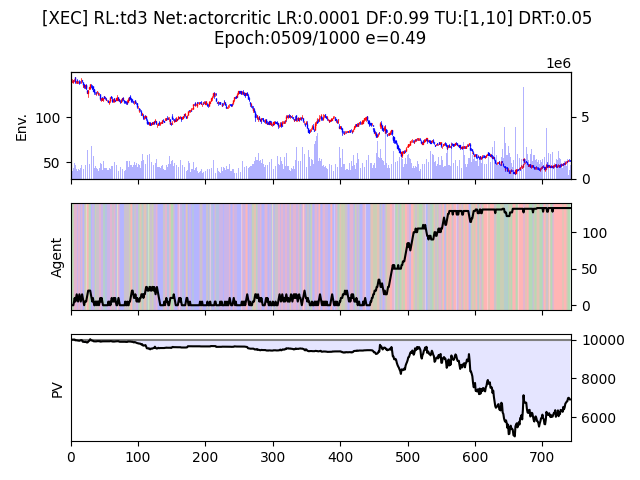 [XEC] RL:td3 Net:actorcritic LR:0.0001 DF:0.99 TU:[1,10] DRT:0.05
Epoch:0509/1000 e=0.49
1e6
Env.
100
50
5
0
Agent
100
50
0
PV
10000
8000
6000
0 100 200 300 400 500 600 700